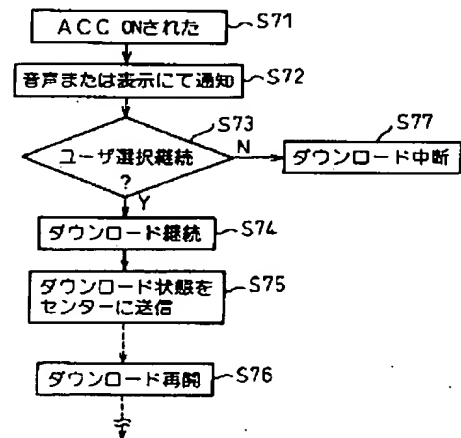 ACC ONされた
S71
音声または表示にて通知
S72
S73
ユーザ選択継続
?
N
Y
S77
ダウンロード中断
ダウンロード継続
S74
ダウンロード状態を
センターに送信
S75
ダウンロード再開
S76